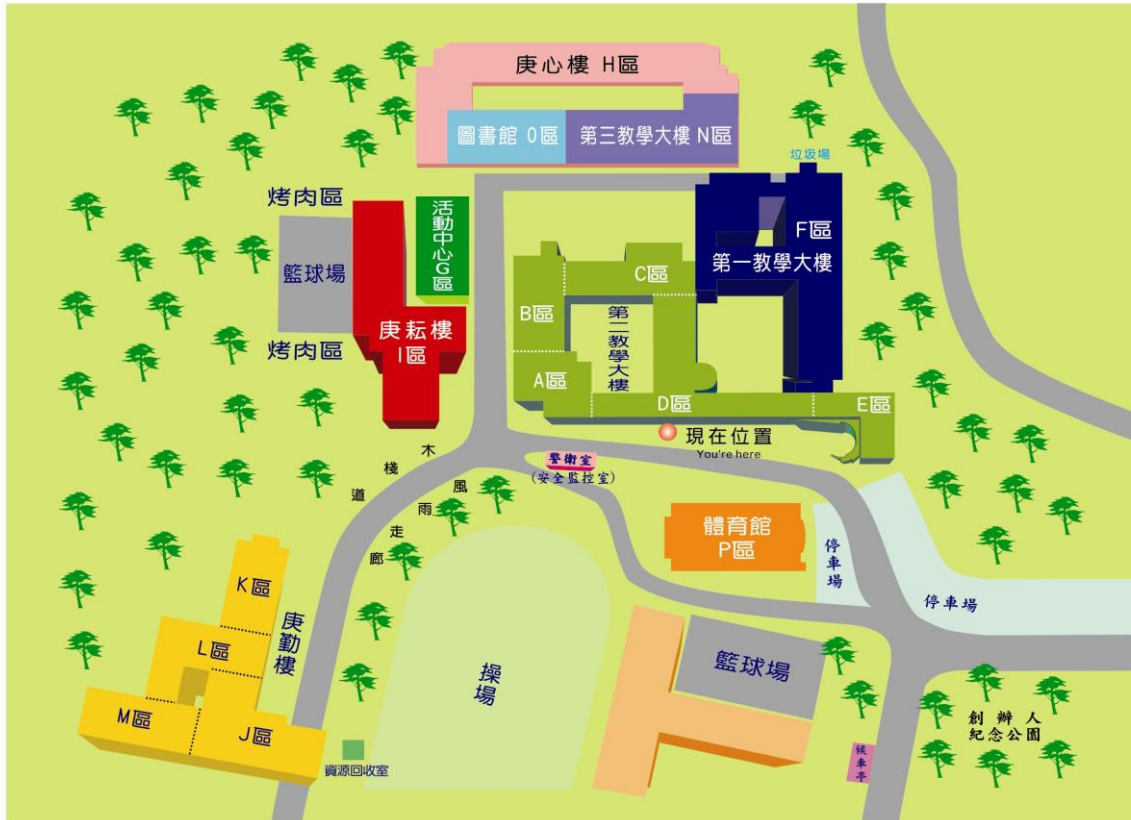 庚心樓 H區
圖書館 O區
第三教學大樓 N區
垃圾場
烤肉區
活動中心G區
F區
第一教學大樓
籃球場
C區
B區
第二教學大樓
庚耘樓
I區
烤肉區
A區
D區
E區
現在位置
You're here
木棧道
警衛室
(安全監控室)
風雨走廊
體育館
P區
停車場
停車場
K區
庚勤樓
L區
操場
籃球場
M區
J區
創辦人
紀念公園
候車亭
資源回收室